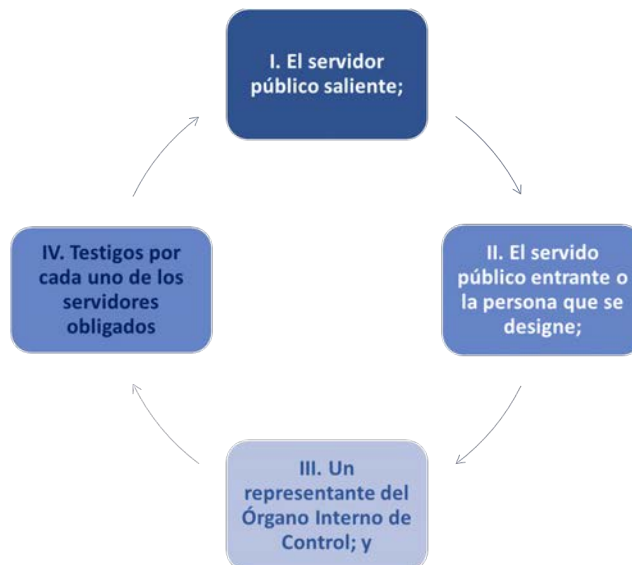 I. El servidor
público saliente;
II. El servido
público entrante o
la persona que se
designe;
III. Un
representante del
Órgano Interno de
Control; y
IV. Testigos por
cada uno de los
servidores
obligados